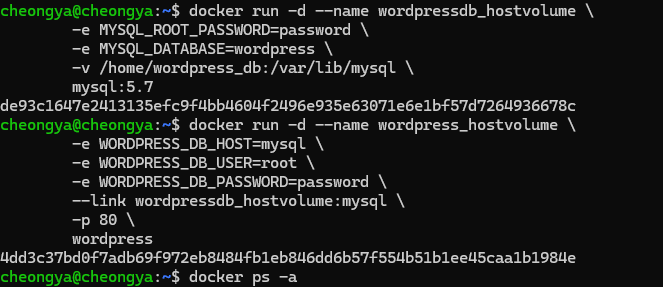 cheongya@cheongya:~$ docker run -d --name wordpressdb_hostvolume \
-e MYSQL_ROOT_PASSWORD=password \
-e MYSQL_DATABASE=wordpress \
-v /home/wordpress_db:/var/lib/mysql \
mysql:5.7
de93c1647e2413135efc9f4bb4604f2496e935e63071e6e1bf57d7264936678c
cheongya@cheongya:~$ docker run -d --name wordpress_hostvolume \
-e WORDPRESS_DB_HOST=mysql \
-e WORDPRESS_DB_USER=root \
-e WORDPRESS_DB_PASSWORD=password \
--link wordpressdb_hostvolume:mysql \
-p 80 \
wordpress
4dd3c37bd0f7adb69f972eb8484fb1eb846dd6b57f554b51b1ee45caa1b1984e
cheongya@cheongya:~$ docker ps -a